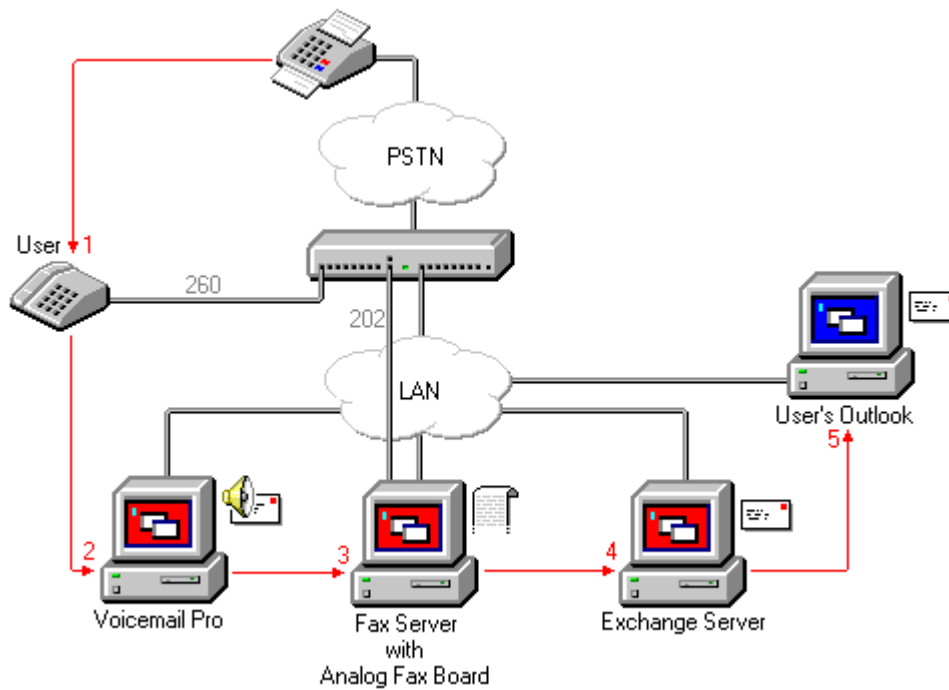 PSTN
User
1
260
202
LAN
User's Outlook
5
2
3
4
Voicemail Pro
Fax Server
with
Analog Fax Board
Exchange Server